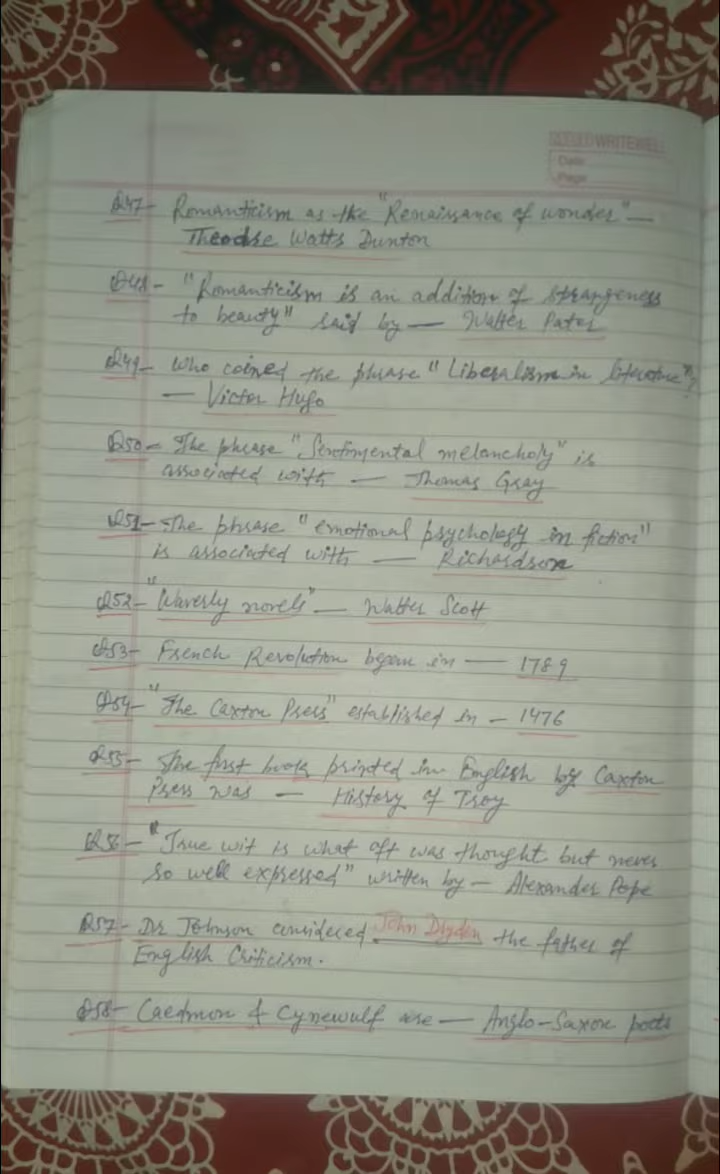 WRITEWELL
Date
Page
Q47- Romanticism as the "Renaissance of wonder" —
Theodre Watts Dunton
Q48- "Romanticism is an addition of strangeness
to beauty" said by — Walter Pater
Q49- Who coined the phrase "Liberalism in literature"?
— Victor Hugo
Q50- The phrase "Sentimental melancholy" is
associated with — Thomas Gray
Q51- The phrase "emotional psychology in fiction"
is associated with — Richardson
Q52- "Waverly novels" — Walter Scott
Q53- French Revolution began in — 1789
Q54- "The Caxton Press" established in - 1476
Q55- The first book printed in English by Caxton
Press was — History of Troy
Q56- "True wit is what oft was thought but never
so well expressed" written by - Alexander Pope
Q57- Dr Johnson considered John Dryden the father of
English Criticism.
Q58- Caedmon & Cynewulf are — Anglo-Saxon poets